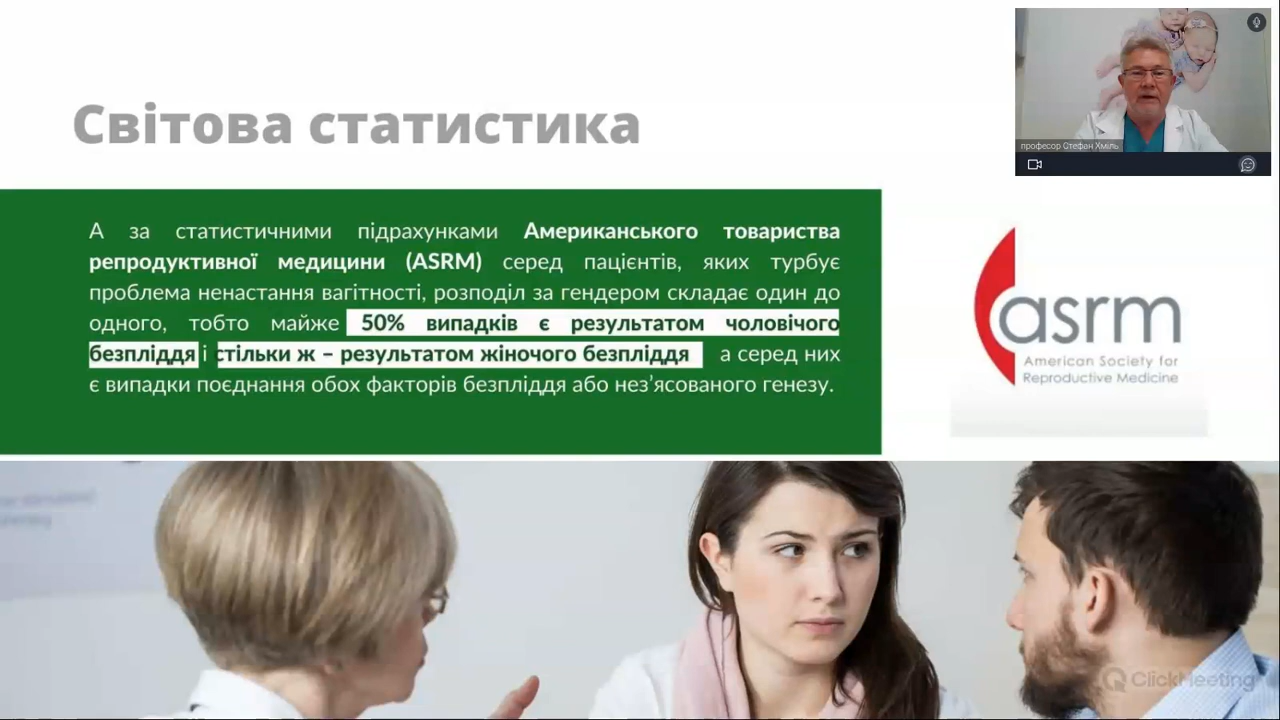 Світова статистика
професор Стефан Хміль
А за статистичними підрахунками Американського товариства
репродуктивної медицини (ASRM) серед пацієнтів, яких турбує
проблема ненастання вагітності, розподіл за гендером складає один до
одного, тобто майже 50% випадків є результатом чоловічого
безпліддя і стільки ж – результатом жіночого безпліддя а серед них
є випадки поєднання обох факторів безпліддя або нез’ясованого генезу.
asrm
American Society for
Reproductive Medicine
ClickMeeting